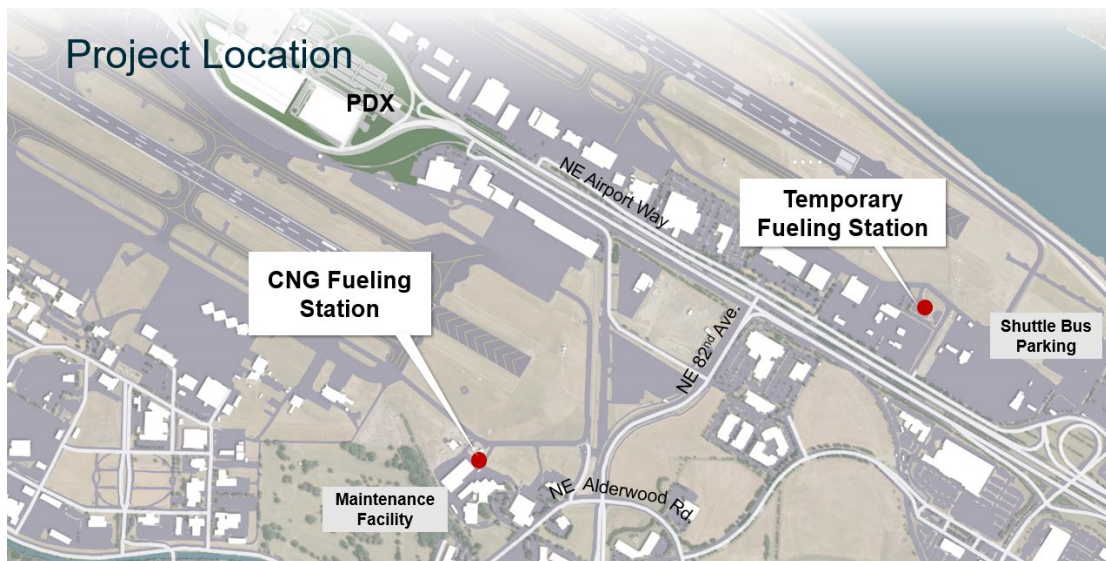 Project Location
PDX
NE Airport Way
Temporary
Fueling Station
CNG Fueling
Station
NE 82nd Ave.
Shuttle Bus
Parking
Maintenance
Facility
NE Alderwood Rd.